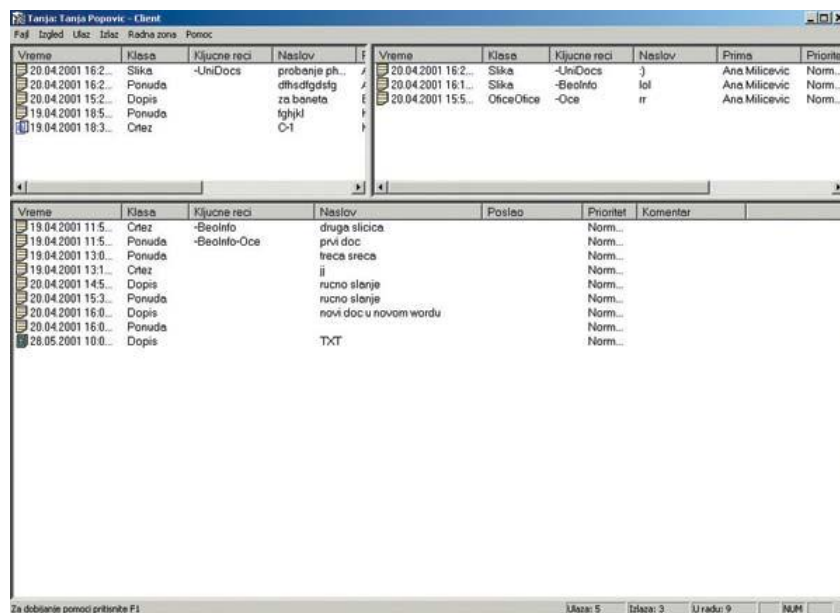 Tanja: Tanja Popovic - Client
Fajl Izgled Ulaz Izlaz Radna zona Pomoc
Vreme Klasa Kljucne reci Naslov
20.04.2001 16:2... Slika -UniDocs probanje ph...
20.04.2001 16:2... Ponuda dfhsdfgdsfg
20.04.2001 15:2... Dopis za baneta
19.04.2001 18:5... Ponuda fghjkl
19.04.2001 18:3... Crtez C-1
Vreme Klasa Kljucne reci Naslov Prima Priorite
20.04.2001 16:2... Slika -UniDocs :) Ana Milicevic Norm...
20.04.2001 16:1... Slika -BeoInfo lol Ana Milicevic Norm...
20.04.2001 15:5... OficeOfice -Oce rr Ana Milicevic Norm...
Vreme Klasa Kljucne reci Naslov Poslao Prioritet Komentar
19.04.2001 11:5... Crtez -BeoInfo druga slicica Norm...
19.04.2001 11:5... Ponuda -BeoInfo-Oce prvi doc Norm...
19.04.2001 13:0... Ponuda treca sreca Norm...
19.04.2001 13:1... Crtez jj Norm...
20.04.2001 14:5... Dopis rucno slanje Norm...
20.04.2001 15:3... Ponuda rucno slanje Norm...
20.04.2001 16:0... Dopis novi doc u novom wordu Norm...
20.04.2001 16:0... Ponuda Norm...
28.05.2001 10:0... Dopis TXT Norm...
Za dobijanje pomoci pritisnite F1 Ulaza: 5 Izlaza: 3 U radu: 9 NUM